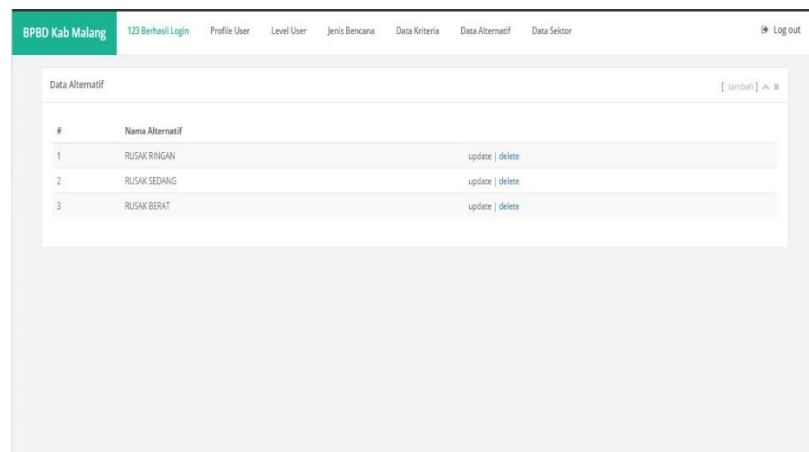 BPBD Kab Malang 123 Berhasil Login Profile User Level User Jenis Bencana Data Kriteria Data Alternatif Data Sektor Log out
Data Alternatif [ tambah ]
# Nama Alternatif
1 RUSAK RINGAN update | delete
2 RUSAK SEDANG update | delete
3 RUSAK BERAT update | delete